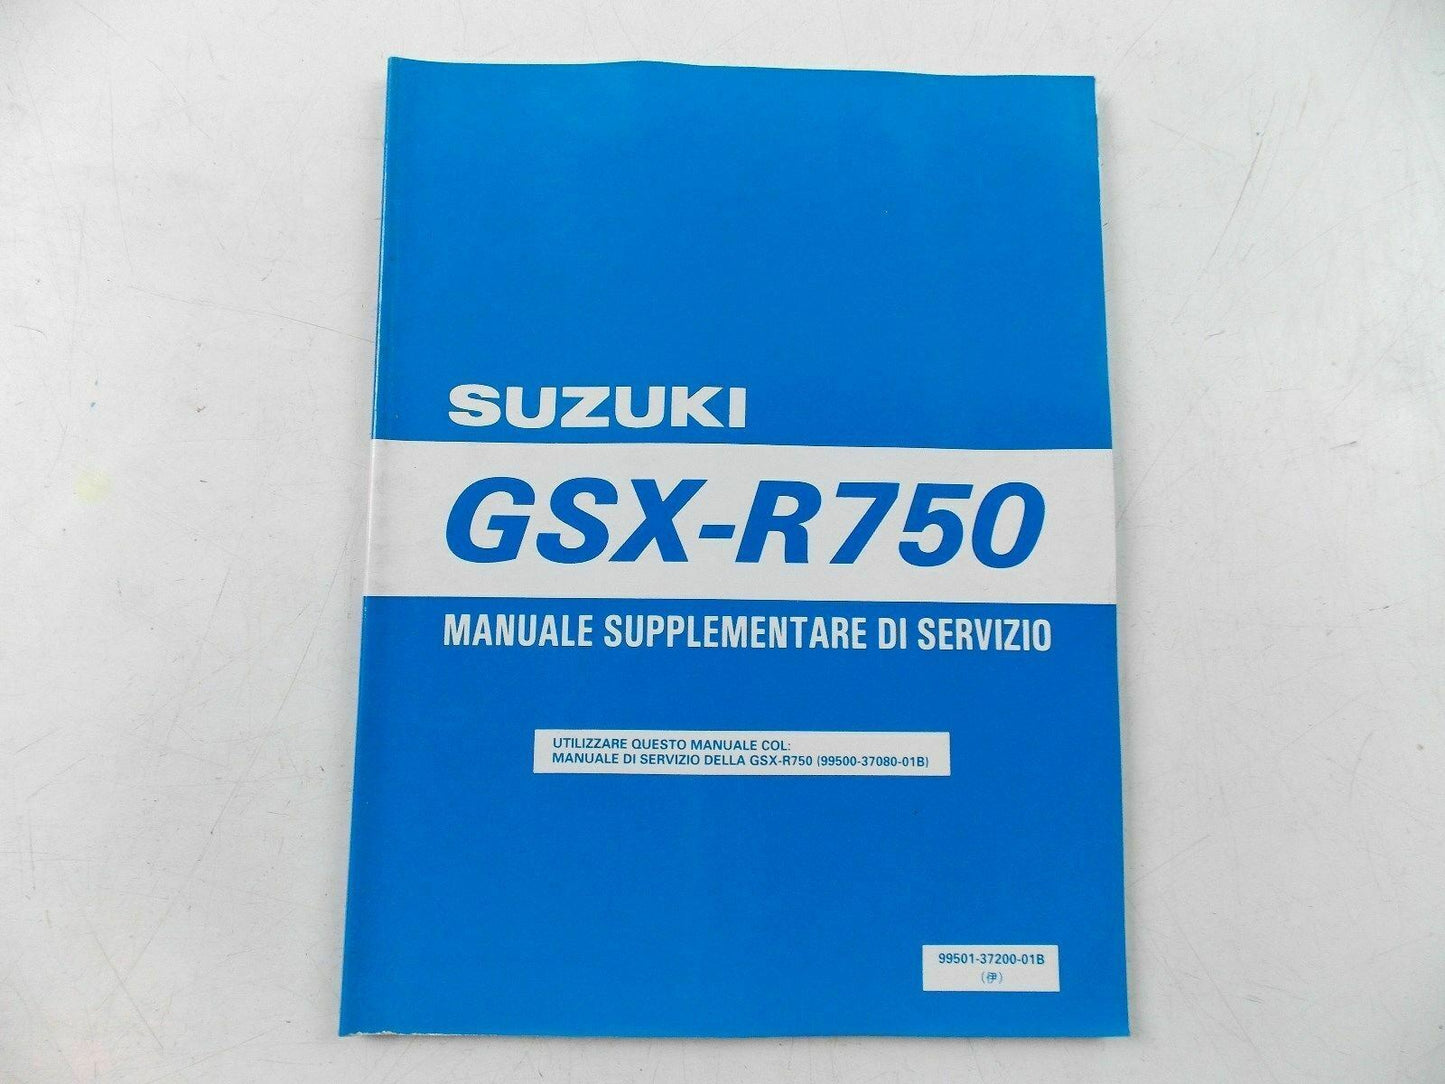 SUZUKI
GSX-R750
MANUALE SUPPLEMENTARE DI SERVIZIO
UTILIZZARE QUESTO MANUALE COL:
MANUALE DI SERVIZIO DELLA GSX-R750 (99500-37080-01B)
99501-37200-01B
(伊)